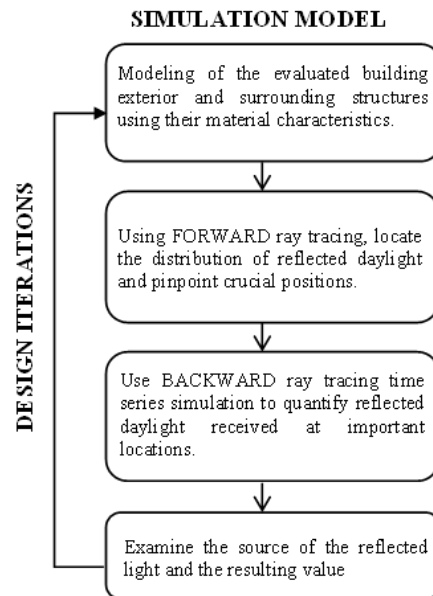 SIMULATION MODEL
Modeling of the evaluated building
exterior and surrounding structures
using their material characteristics.
Using FORWARD ray tracing, locate
the distribution of reflected daylight
and pinpoint crucial positions.
Use BACKWARD ray tracing time
series simulation to quantify reflected
daylight received at important
locations.
Examine the source of the reflected
light and the resulting value
DESIGN ITERATIONS